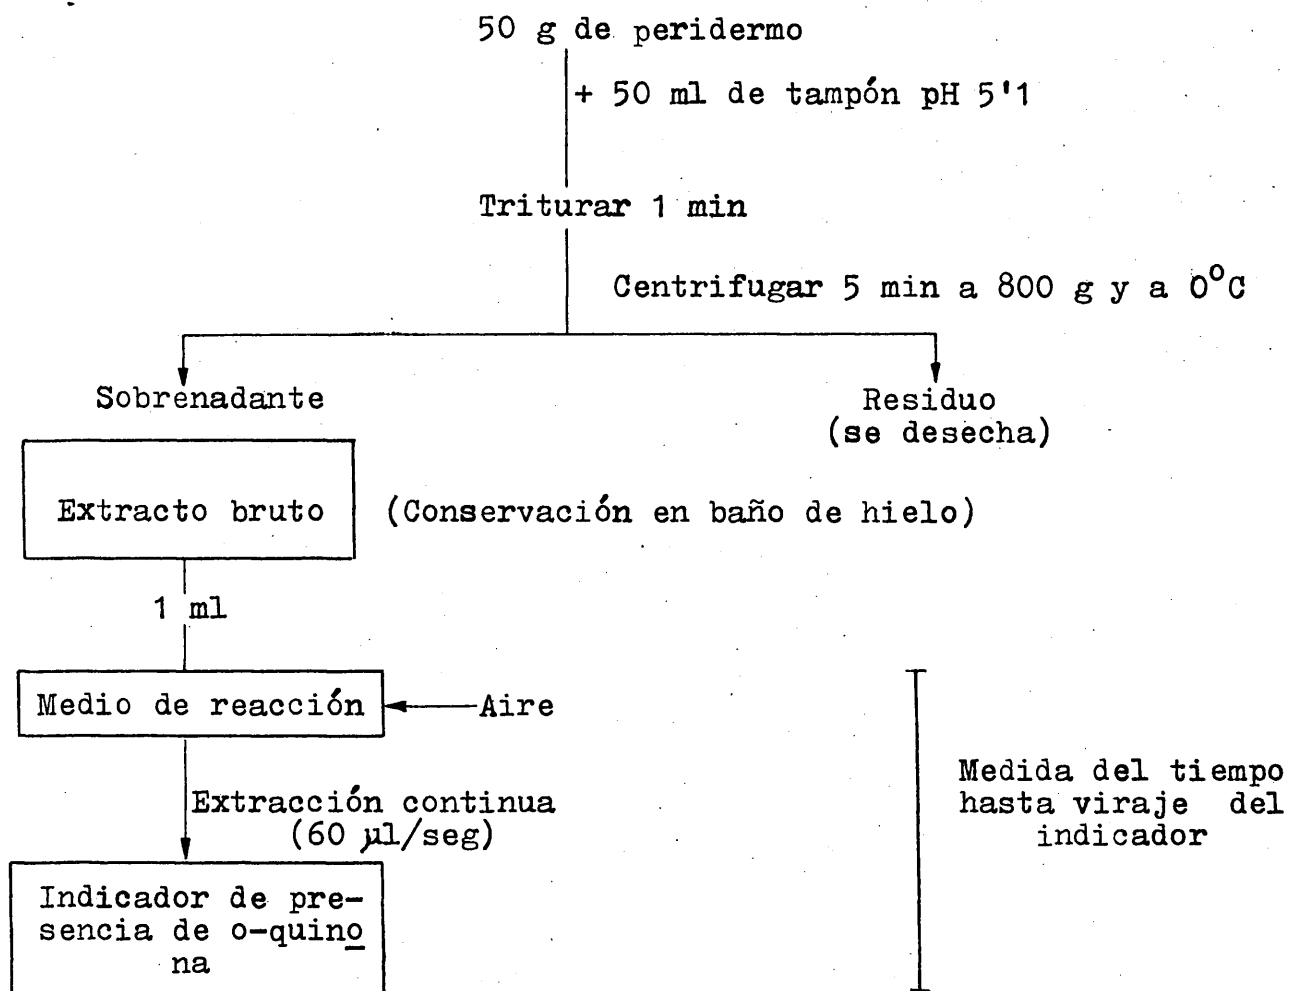 50 g de peridermo
+ 50 ml de tampón pH 5'1
Triturar 1 min
Centrifugar 5 min a 800 g y a 0ºC
Sobrenadante
Residuo
(se desecha)
Extracto bruto
(Conservación en baño de hielo)
1 ml
Medio de reacción
Aire
Extracción continua
(60 µl/seg)
Medida del tiempo
hasta viraje del
indicador
Indicador de pre-
sencia de o-quino
na